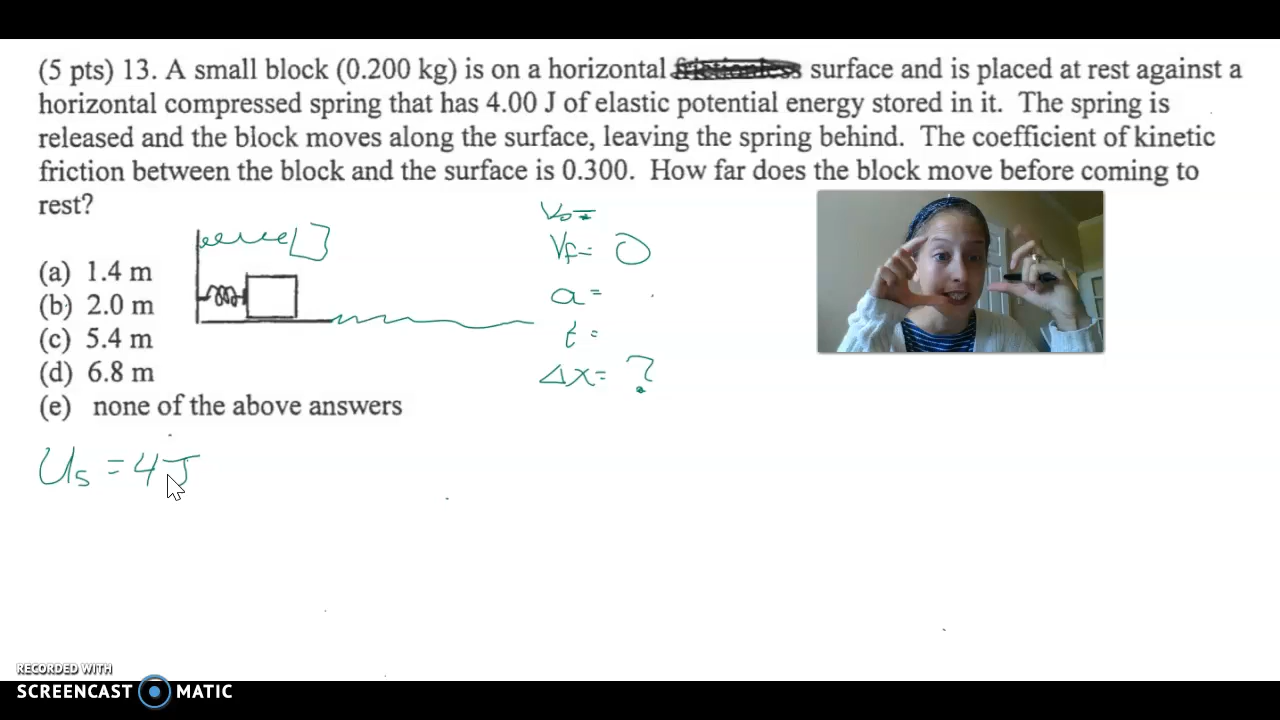 (5 pts) 13. A small block (0.200 kg) is on a horizontal frictionless surface and is placed at rest against a
horizontal compressed spring that has 4.00 J of elastic potential energy stored in it. The spring is
released and the block moves along the surface, leaving the spring behind. The coefficient of kinetic
friction between the block and the surface is 0.300. How far does the block move before coming to
rest?
(a) 1.4 m
(b) 2.0 m
(c) 5.4 m
(d) 6.8 m
(e) none of the above answers
V₀=
Vf= 0
a=
t=
Δx= ?
Us = 4J
RECORDED WITH
SCREENCAST MATIC